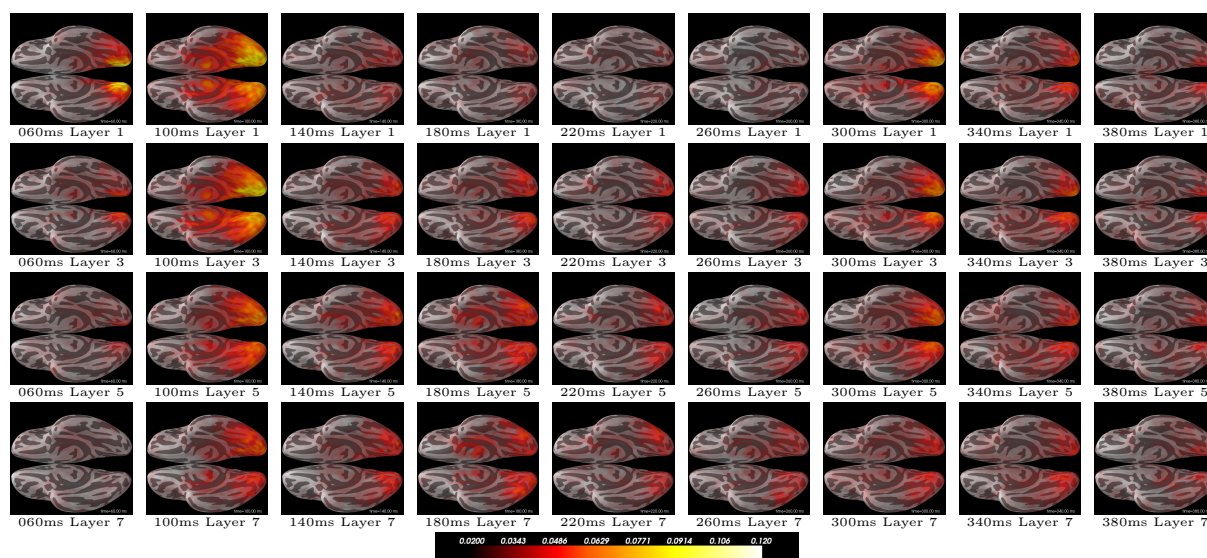 060ms Layer 1 100ms Layer 1 140ms Layer 1 180ms Layer 1 220ms Layer 1 260ms Layer 1 300ms Layer 1 340ms Layer 1 380ms Layer 1
060ms Layer 3 100ms Layer 3 140ms Layer 3 180ms Layer 3 220ms Layer 3 260ms Layer 3 300ms Layer 3 340ms Layer 3 380ms Layer 3
060ms Layer 5 100ms Layer 5 140ms Layer 5 180ms Layer 5 220ms Layer 5 260ms Layer 5 300ms Layer 5 340ms Layer 5 380ms Layer 5
060ms Layer 7 100ms Layer 7 140ms Layer 7 180ms Layer 7 220ms Layer 7 260ms Layer 7 300ms Layer 7 340ms Layer 7 380ms Layer 7
0.0200 0.0343 0.0486 0.0629 0.0771 0.0914 0.106 0.120